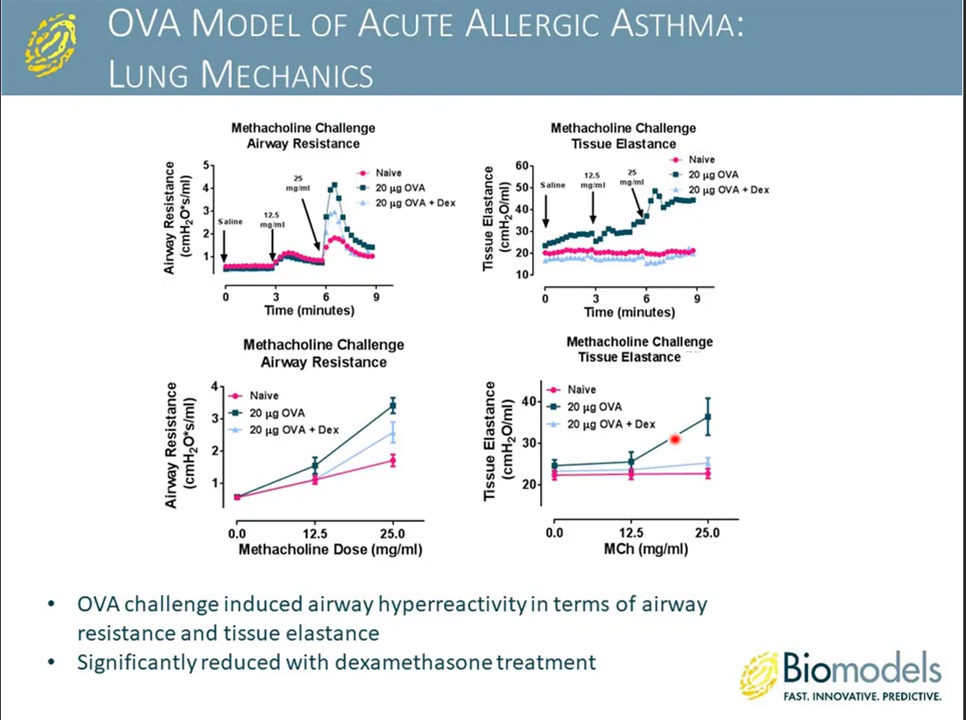 OVA MODEL OF ACUTE ALLERGIC ASTHMA:
LUNG MECHANICS
Methacholine Challenge
Airway Resistance
Airway Resistance
(cmH2O*s/ml)
5
4
3
2
1
Saline
12.5
mg/ml
25
mg/ml
Naive
20 µg OVA
20 µg OVA + Dex
0
3
6
9
Time (minutes)
Methacholine Challenge
Tissue Elastance
Tissue Elastance
(cmH2O/ml)
60
50
40
30
20
10
Saline
12.5
mg/ml
25
mg/ml
Naive
20 µg OVA
20 µg OVA + Dex
0
3
6
9
Time (minutes)
Methacholine Challenge
Airway Resistance
Airway Resistance
(cmH2O*s/ml)
4
3
2
1
Naive
20 µg OVA
20 µg OVA + Dex
0.0
12.5
25.0
Methacholine Dose (mg/ml)
Methacholine Challenge
Tissue Elastance
Tissue Elastance
(cmH2O/ml)
40
30
20
Naive
20 µg OVA
20 µg OVA + Dex
0.0
12.5
25.0
MCh (mg/ml)
• OVA challenge induced airway hyperreactivity in terms of airway
resistance and tissue elastance
• Significantly reduced with dexamethasone treatment
Biomodels
FAST. INNOVATIVE. PREDICTIVE.